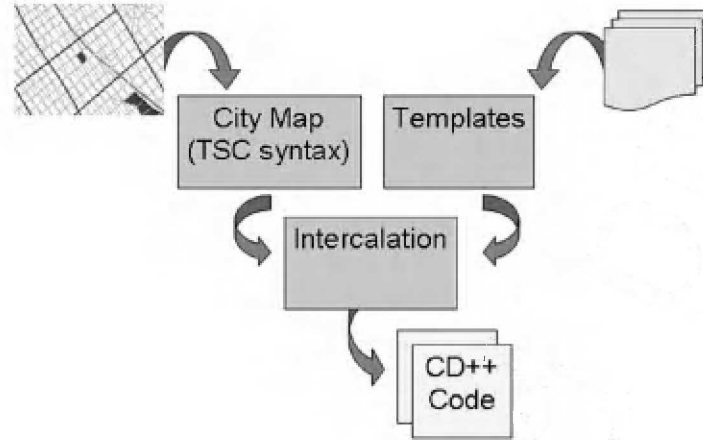 City Map
(TSC syntax)
Templates
Intercalation
CD++
Code